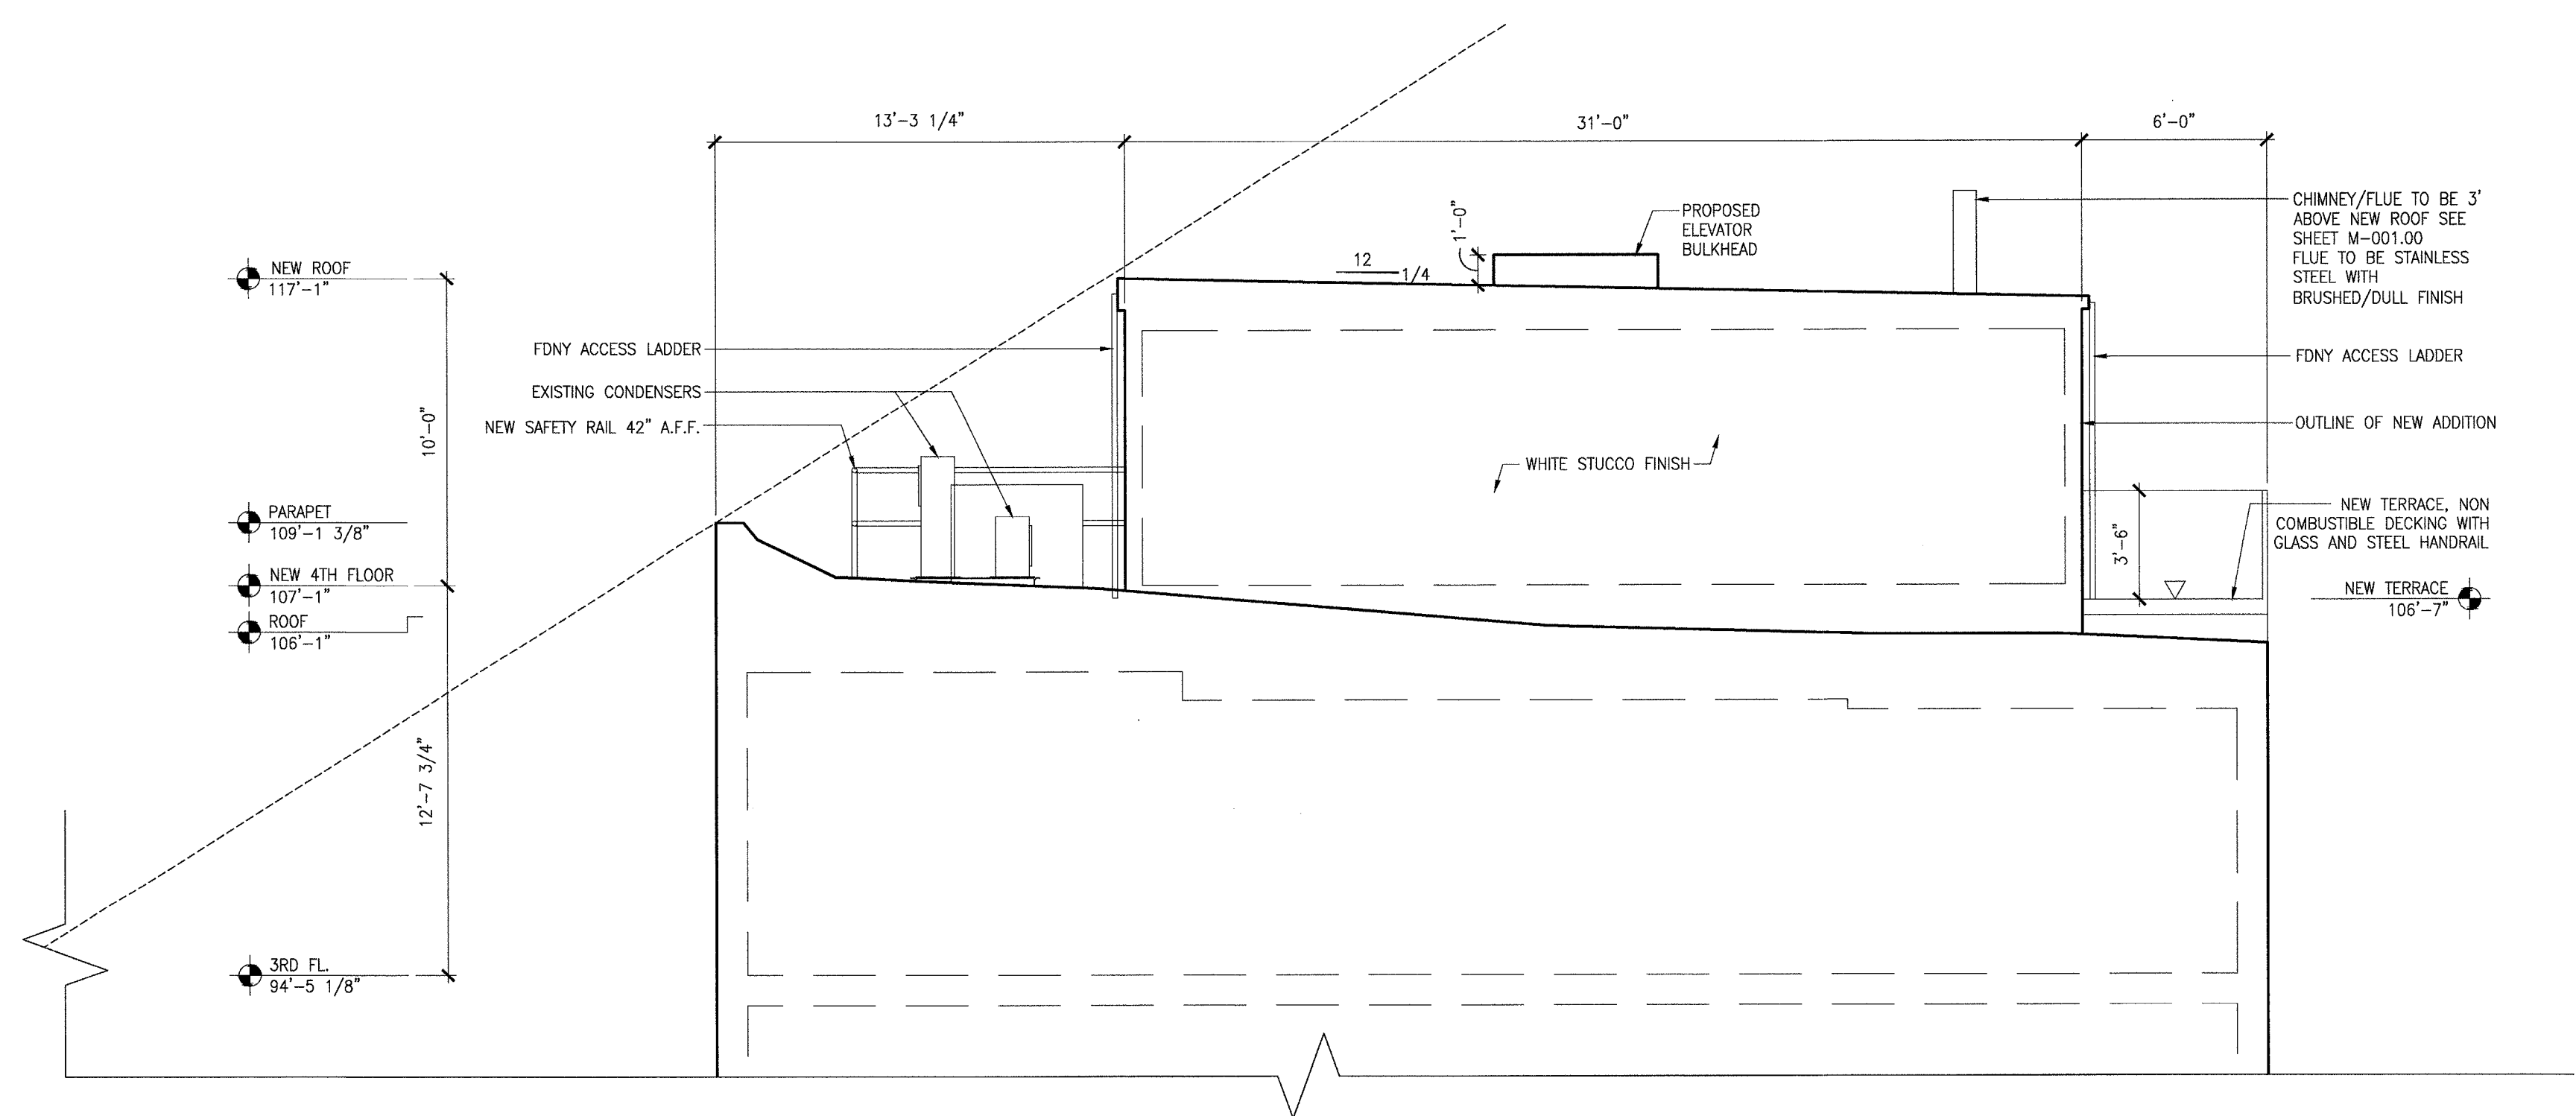 13'-3 1/4"
31'-0"
6'-0"
CHIMNEY/FLUE TO BE 3'
ABOVE NEW ROOF SEE
SHEET M-001.00
FLUE TO BE STAINLESS
STEEL WITH
BRUSHED/DULL FINISH
1'-0"
PROPOSED
ELEVATOR
BULKHEAD
12
1/4
NEW ROOF
117'-1"
FDNY ACCESS LADDER
FDNY ACCESS LADDER
EXISTING CONDENSERS
NEW SAFETY RAIL 42" A.F.F.
10'-0"
OUTLINE OF NEW ADDITION
WHITE STUCCO FINISH
PARAPET
109'-1 3/8"
NEW TERRACE, NON
COMBUSTIBLE DECKING WITH
GLASS AND STEEL HANDRAIL
3'-6"
NEW 4TH FLOOR
107'-1"
NEW TERRACE
106'-7"
ROOF
106'-1"
12'-7 3/4"
3RD FL.
94'-5 1/8"